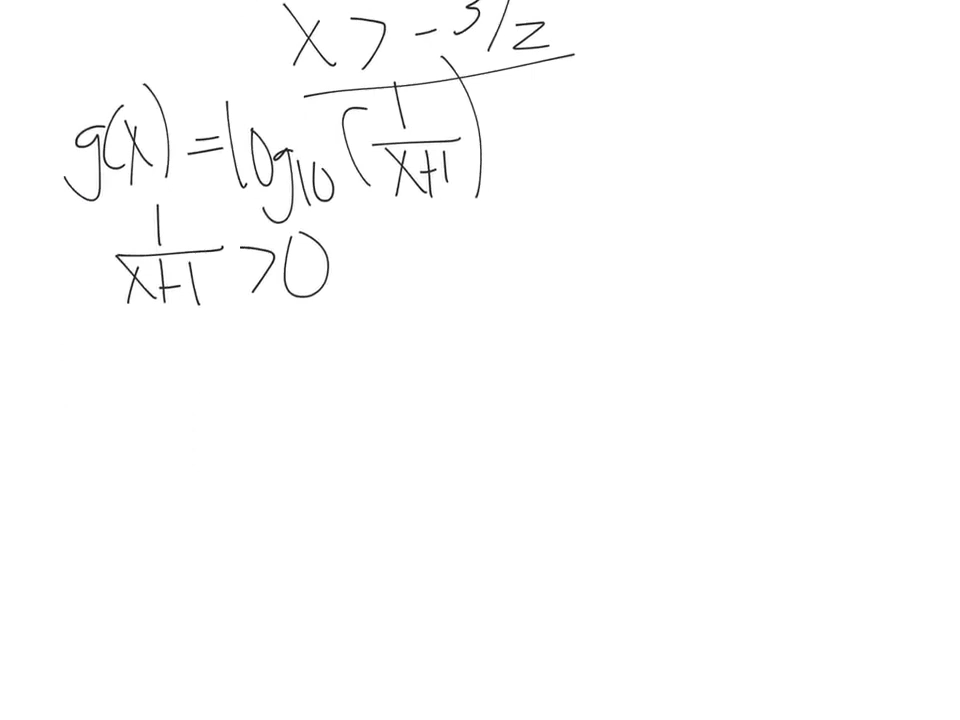 x > -3/2
g(x) = log₁₀(1/(x+1))
1/(x+1) > 0